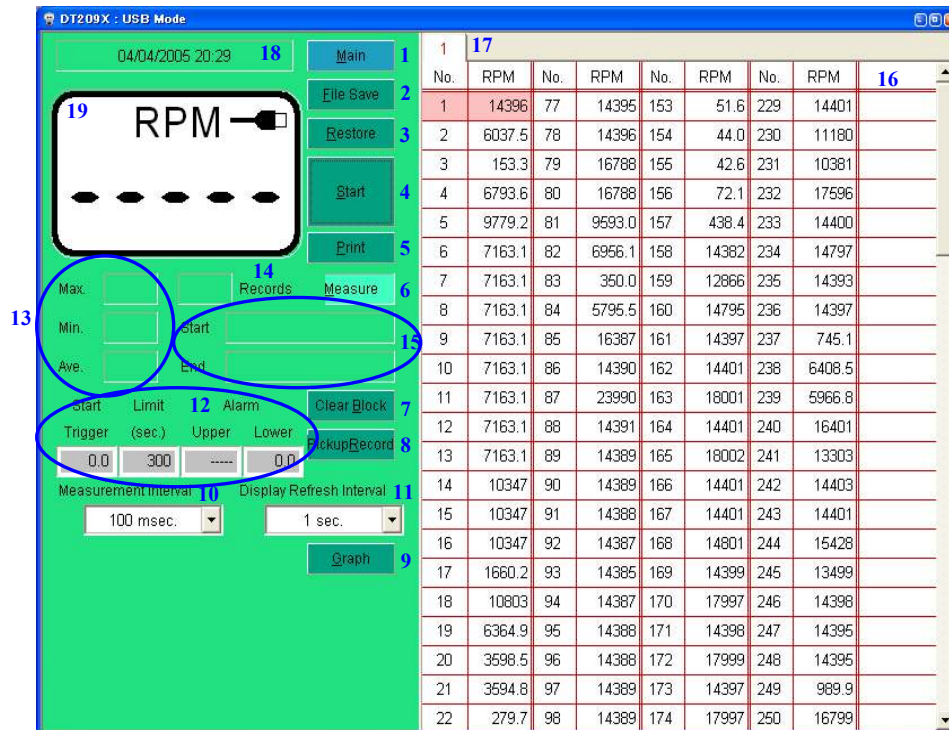 DT209X : USB Mode
04/04/2005 20:29 18
Main 1
File Save 2
Restore 3
Start 4
Print 5
19 RPM
- - - - -
14
Max. Records Measure 6
13 Min. Start
15
Ave. End
Start Limit 12 Alarm Clear Block 7
Trigger (sec.) Upper Lower PickupRecord 8
0.0 300 ----- 0.0
Measurement Interval 10 Display Refresh Interval 11
100 msec. 1 sec.
Graph 9
1 17
No. RPM No. RPM No. RPM No. RPM 16
1 14396 77 14395 153 51.6 229 14401
2 6037.5 78 14396 154 44.0 230 11180
3 153.3 79 16788 155 42.6 231 10381
4 6793.6 80 16788 156 72.1 232 17596
5 9779.2 81 9593.0 157 438.4 233 14400
6 7163.1 82 6956.1 158 14382 234 14797
7 7163.1 83 350.0 159 12866 235 14393
8 7163.1 84 5795.5 160 14795 236 14397
9 7163.1 85 16387 161 14397 237 745.1
10 7163.1 86 14390 162 14401 238 6408.5
11 7163.1 87 23990 163 18001 239 5966.8
12 7163.1 88 14391 164 14401 240 16401
13 7163.1 89 14389 165 18002 241 13303
14 10347 90 14389 166 14401 242 14403
15 10347 91 14388 167 14401 243 14401
16 10347 92 14387 168 14801 244 15428
17 1660.2 93 14385 169 14399 245 13499
18 10803 94 14387 170 17997 246 14398
19 6364.9 95 14388 171 14398 247 14395
20 3598.5 96 14388 172 17999 248 14395
21 3594.8 97 14389 173 14397 249 989.9
22 279.7 98 14389 174 17997 250 16799